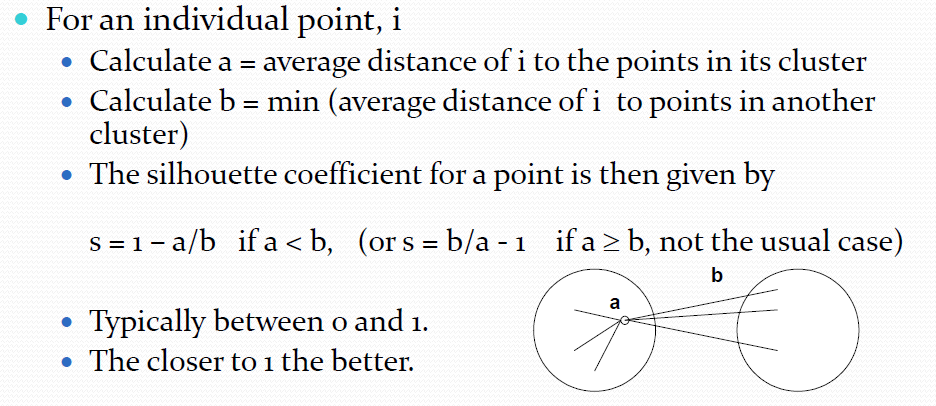 • For an individual point, i
• Calculate a = average distance of i to the points in its cluster
• Calculate b = min (average distance of i to points in another
cluster)
• The silhouette coefficient for a point is then given by
s = 1 – a/b if a < b, (or s = b/a - 1 if a ≥ b, not the usual case)
b
a
• Typically between 0 and 1.
• The closer to 1 the better.